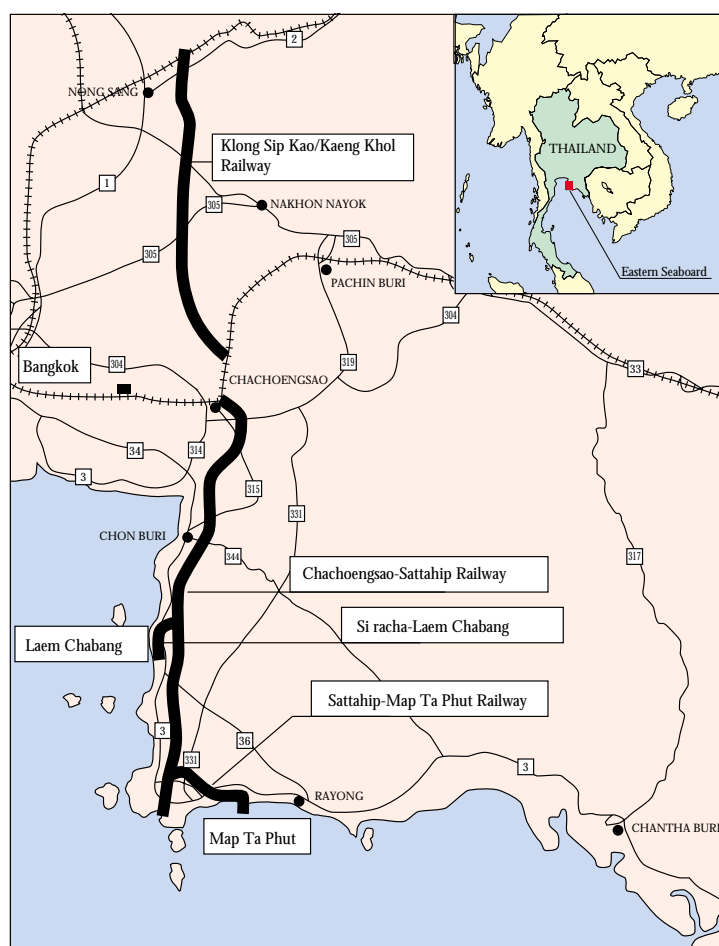 2
NONG SANG
THAILAND
Klong Sip Kao/Kaeng Khol
Railway
1
305
NAKHON NAYOK
305
305
Eastern Seaboard
PACHIN BURI
304
Bangkok
304
319
33
CHACHOENGSAO
34
314
3
315
331
CHON BURI
344
317
Chachoengsao-Sattahip Railway
Si racha-Laem Chabang
Laem Chabang
Sattahip-Map Ta Phut Railway
3
36
331
3
RAYONG
Map Ta Phut
CHANTHA BURI